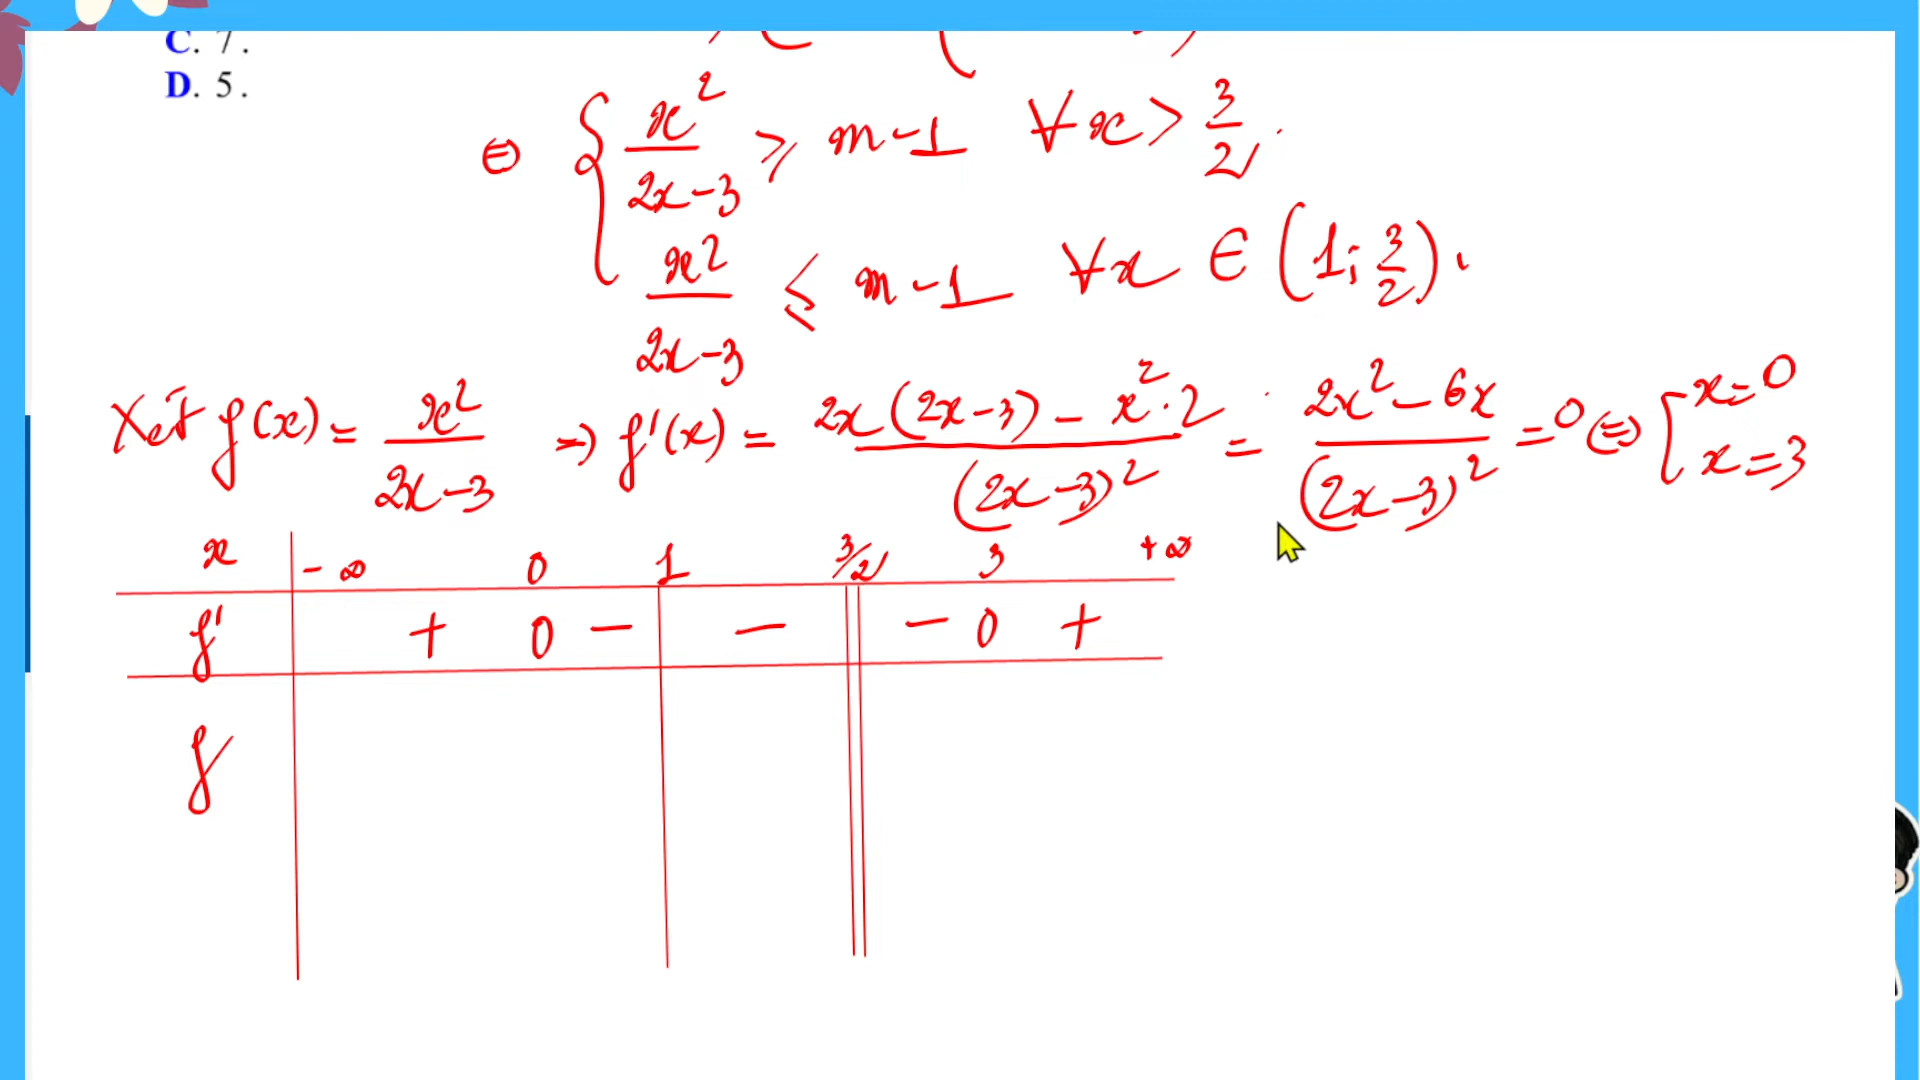 C. 7.
D. 5.
⇔ { x²/(2x-3) ⩾ m-1 ∀x > 3/2.
x²/(2x-3) ⩽ m-1 ∀x ∈ (1; 3/2).
Xét f(x) = x²/(2x-3) ⇒ f'(x) = (2x(2x-3) - x².2)/(2x-3)² = (2x² - 6x)/(2x-3)² = 0 ⇔ [ x=0
x=3
x -∞ 0 1 3/2 3 +∞
f' + 0 - - - 0 +
f